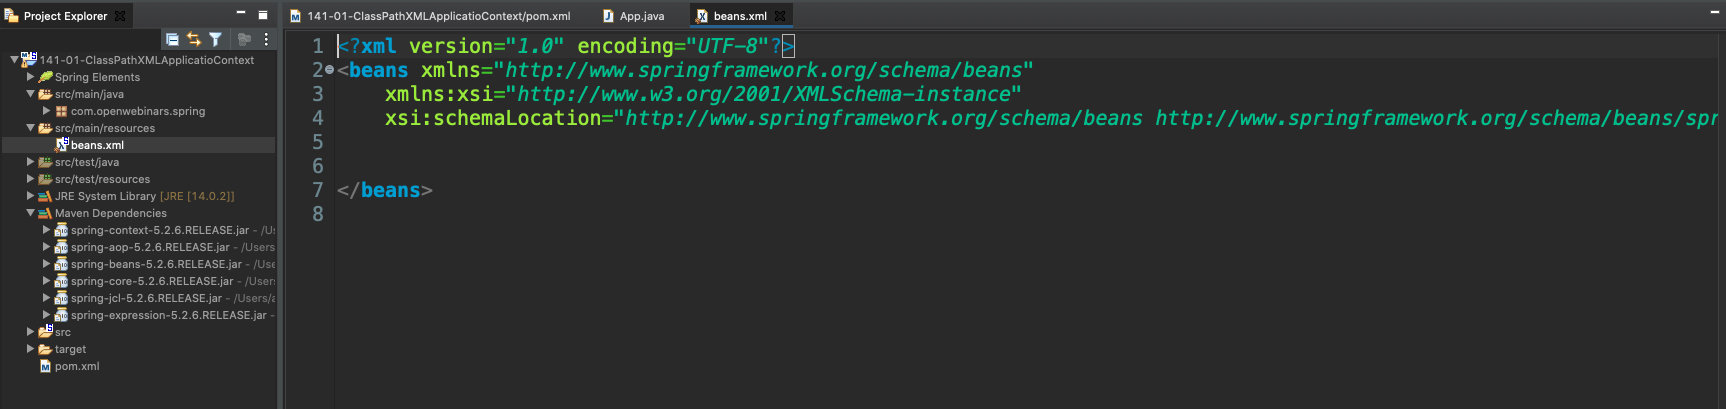 Project Explorer
141-01-ClassPathXMLApplicatioContext
Spring Elements
src/main/java
com.openwebinars.spring
src/main/resources
beans.xml
src/test/java
src/test/resources
JRE System Library [JRE [14.0.2]]
Maven Dependencies
spring-context-5.2.6.RELEASE.jar - /U
spring-aop-5.2.6.RELEASE.jar - /Users
spring-beans-5.2.6.RELEASE.jar - /Use
spring-core-5.2.6.RELEASE.jar - /User
spring-jcl-5.2.6.RELEASE.jar - /Users/
spring-expression-5.2.6.RELEASE.jar -
src
target
pom.xml
141-01-ClassPathXMLApplicatioContext/pom.xml App.java beans.xml
1 <?xml version="1.0" encoding="UTF-8"?>
2 <beans xmlns="http://www.springframework.org/schema/beans"
3 xmlns:xsi="http://www.w3.org/2001/XMLSchema-instance"
4 xsi:schemaLocation="http://www.springframework.org/schema/beans http://www.springframework.org/schema/beans/spr
5
6
7 </beans>
8